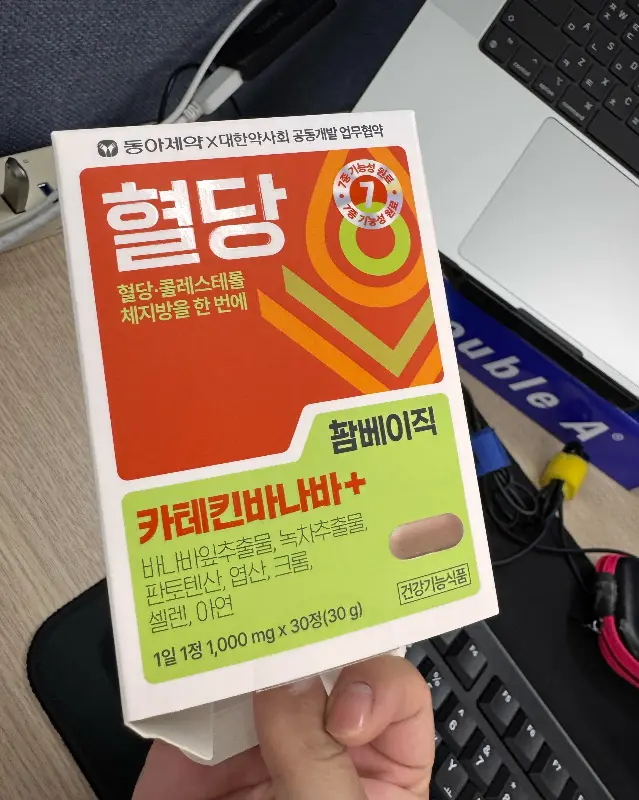 동아제약 X 대한약사회 공동개발 업무협약
혈당
7종 기능성 원료
7
7종 기능성 원료
혈당·콜레스테롤
체지방을 한 번에
팜베이직
카테킨바나바+
바나바잎추출물, 녹차추출물,
판토텐산, 엽산, 크롬,
셀렌, 아연
건강기능식품
1일 1정 1,000 mg x 30정(30 g)
ouble A